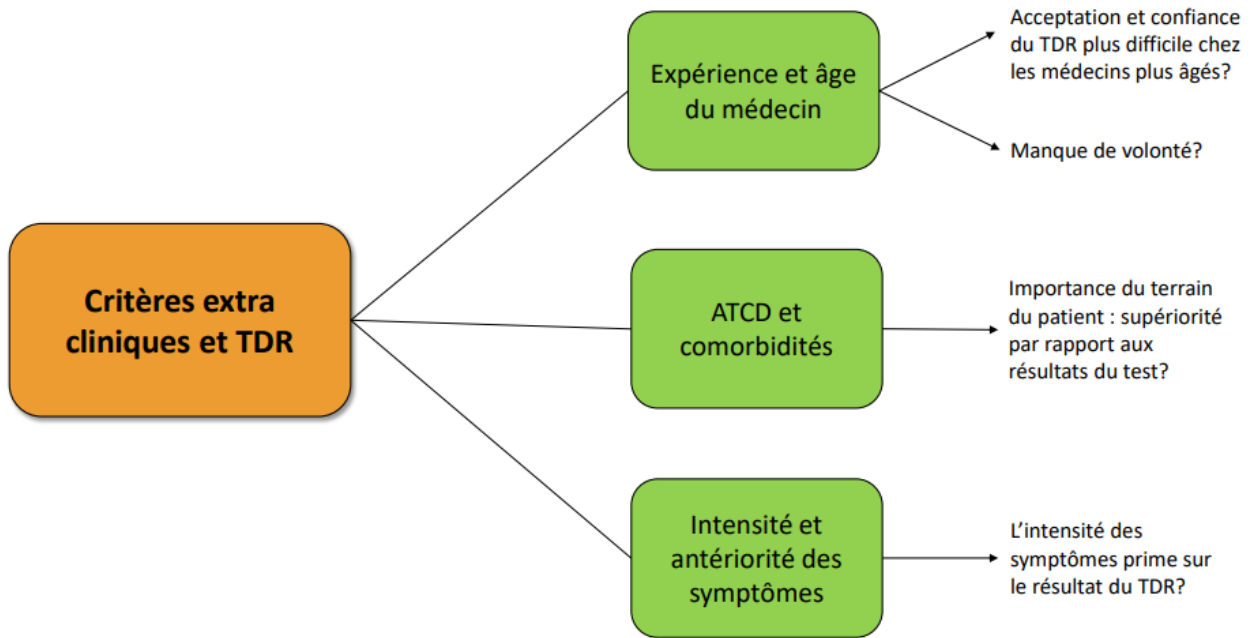 Acceptation et confiance
du TDR plus difficile chez
les médecins plus âgés?
Expérience et âge
du médecin
Manque de volonté?
Critères extra
cliniques et TDR
ATCD et
comorbidités
Importance du terrain
du patient : supériorité
par rapport aux
résultats du test?
Intensité et
antériorité des
symptômes
L’intensité des
symptômes prime sur
le résultat du TDR?